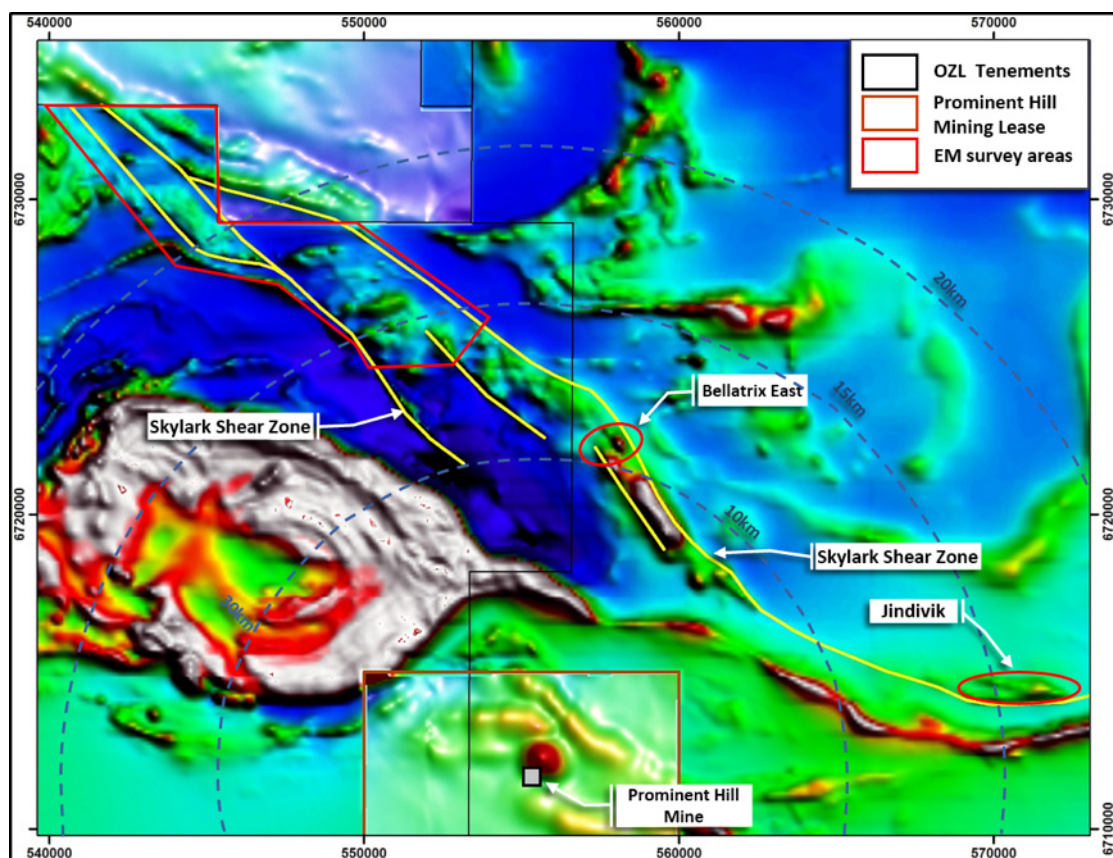 540000
550000
560000
570000
OZL Tenements
Prominent Hill
Mining Lease
EM survey areas
6730000
6730000
20km
15km
Bellatrix East
Skylark Shear Zone
10km
6720000
6720000
Skylark Shear Zone
Jindivik
30km
Prominent Hill
Mine
6710000
6710000
540000
550000
560000
570000